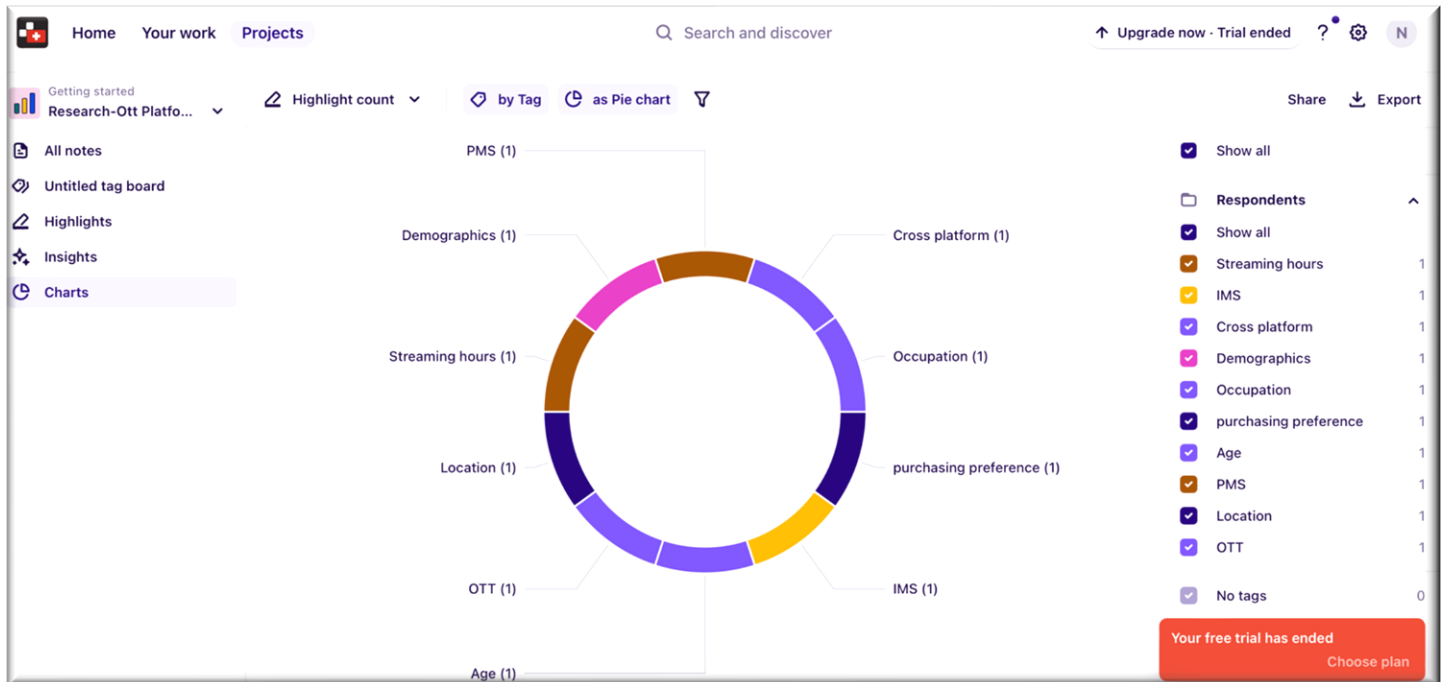 Home Your work Projects Search and discover Upgrade now · Trial ended ? N
Getting started
Research-Ott Platfo...
Highlight count by Tag as Pie chart Share Export
All notes
Untitled tag board
Highlights
Insights
Charts
PMS (1)
Demographics (1)
Cross platform (1)
Streaming hours (1)
Occupation (1)
Location (1)
purchasing preference (1)
OTT (1)
IMS (1)
Age (1)
Show all
Respondents
Show all
Streaming hours 1
IMS 1
Cross platform 1
Demographics 1
Occupation 1
purchasing preference 1
Age 1
PMS 1
Location 1
OTT 1
No tags 0
Your free trial has ended
Choose plan